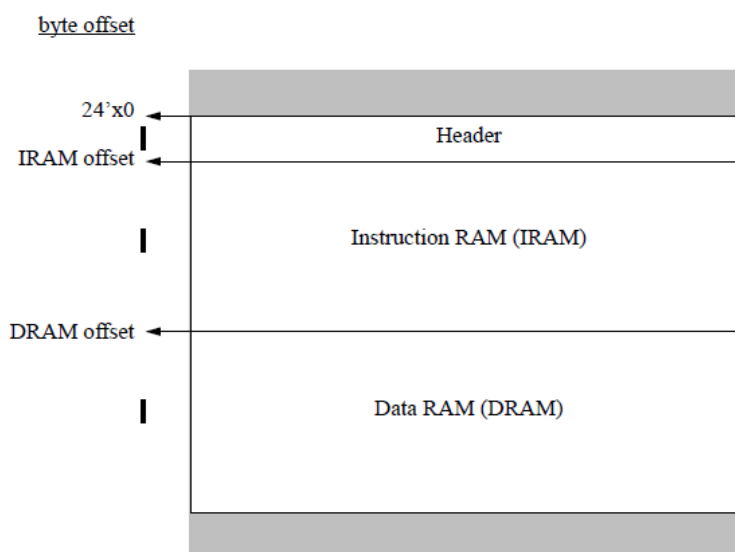 byte offset
24’x0
Header
IRAM offset
Instruction RAM (IRAM)
DRAM offset
Data RAM (DRAM)